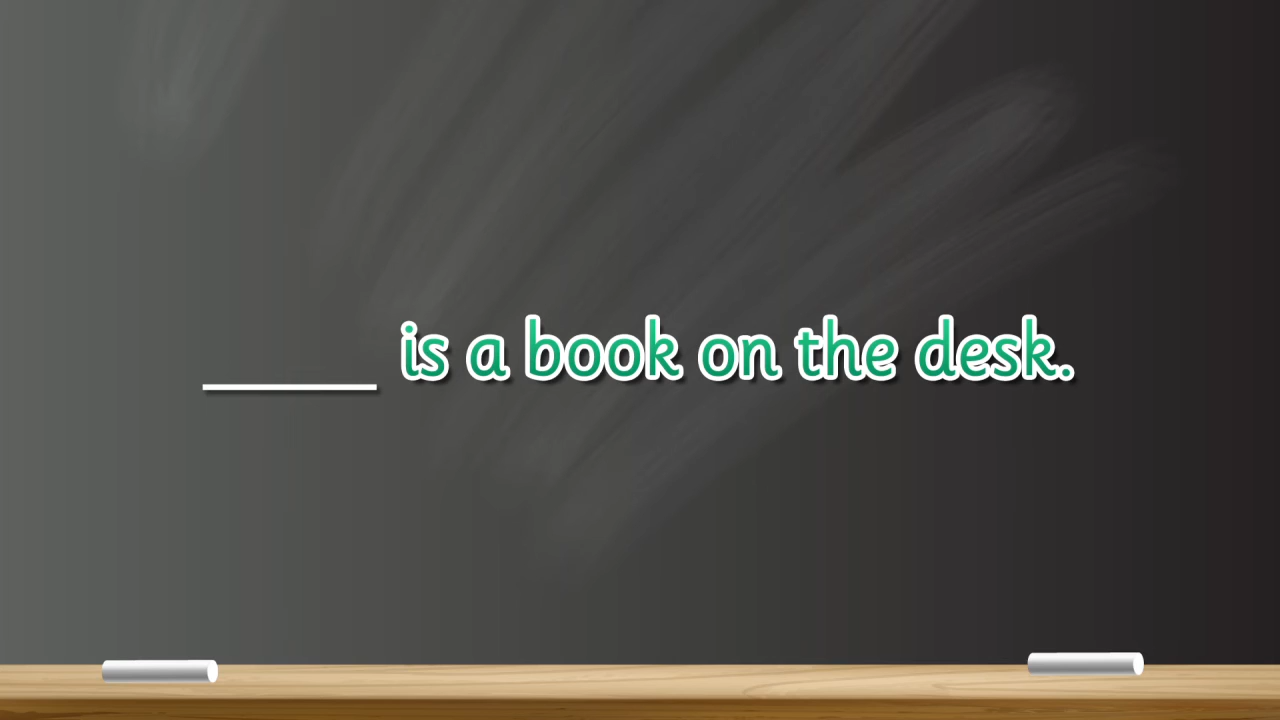 _____ is a book on the desk.